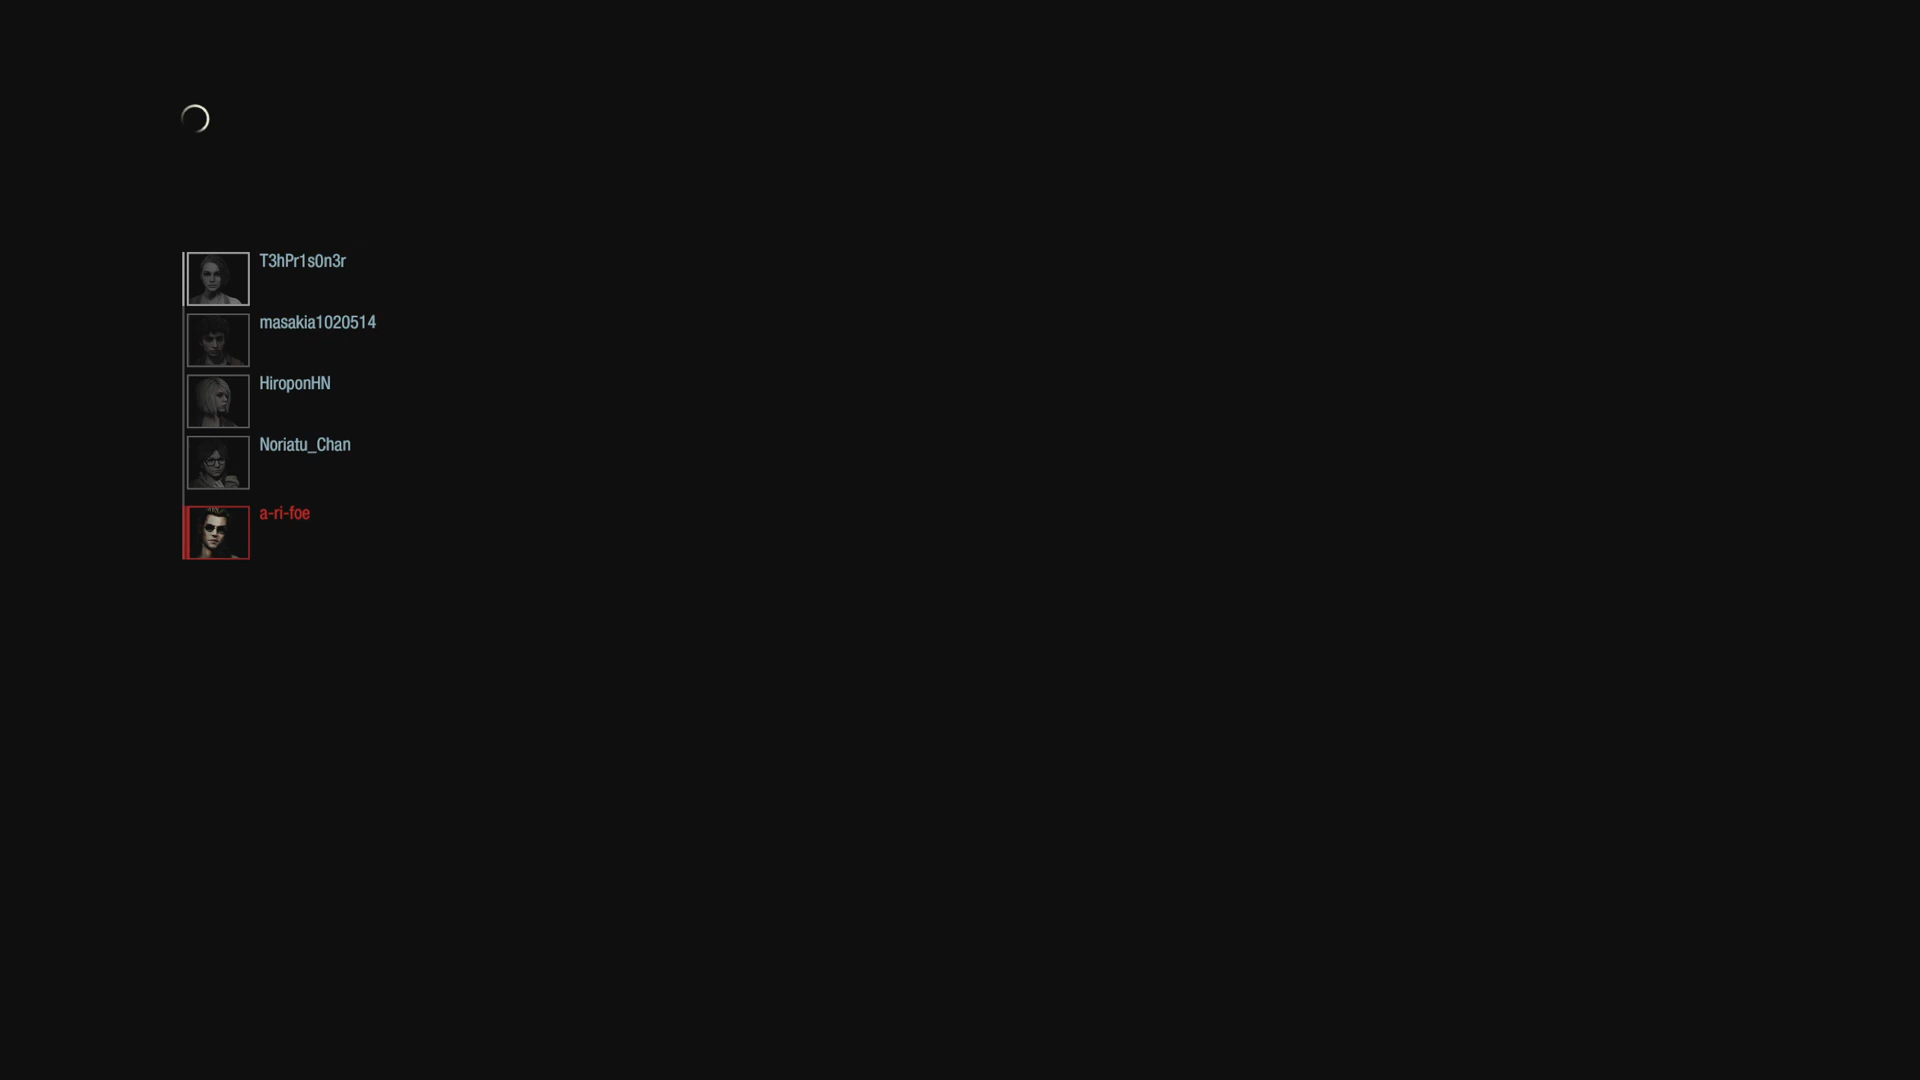 T3hPr1s0n3r
masakia1020514
HiroponHN
Noriatu_Chan
a-ri-foe